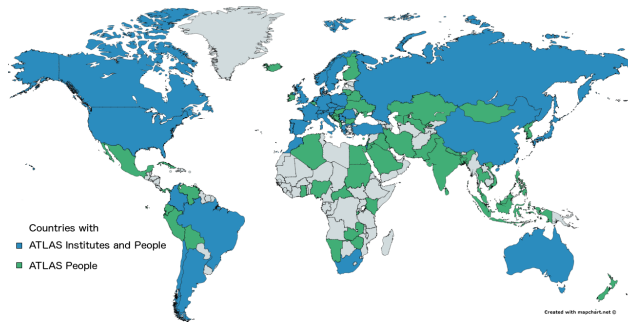 Countries with
ATLAS Institutes and People
ATLAS People
Created with mapchart.net ©